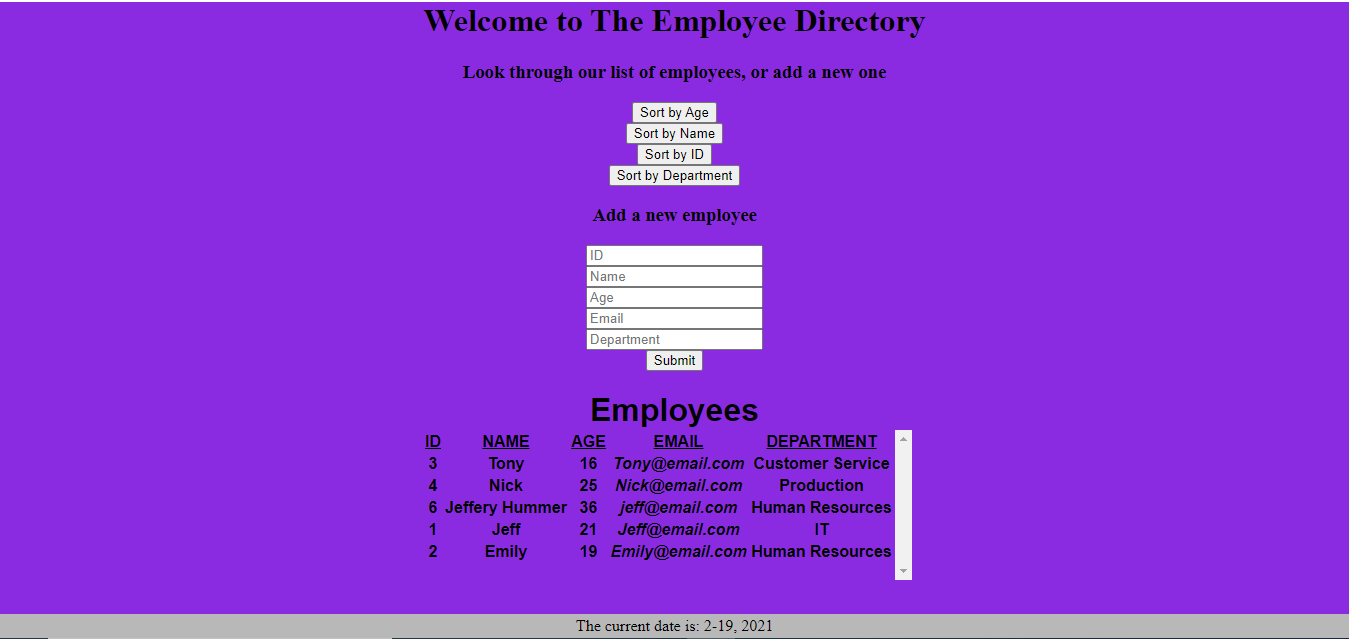 Welcome to The Employee Directory
Look through our list of employees, or add a new one
Sort by Age
Sort by Name
Sort by ID
Sort by Department
Add a new employee
ID
Name
Age
Email
Department
Submit
Employees
ID NAME AGE EMAIL DEPARTMENT
3 Tony 16 Tony@email.com Customer Service
4 Nick 25 Nick@email.com Production
6 Jeffery Hummer 36 jeff@email.com Human Resources
1 Jeff 21 Jeff@email.com IT
2 Emily 19 Emily@email.com Human Resources
The current date is: 2-19, 2021